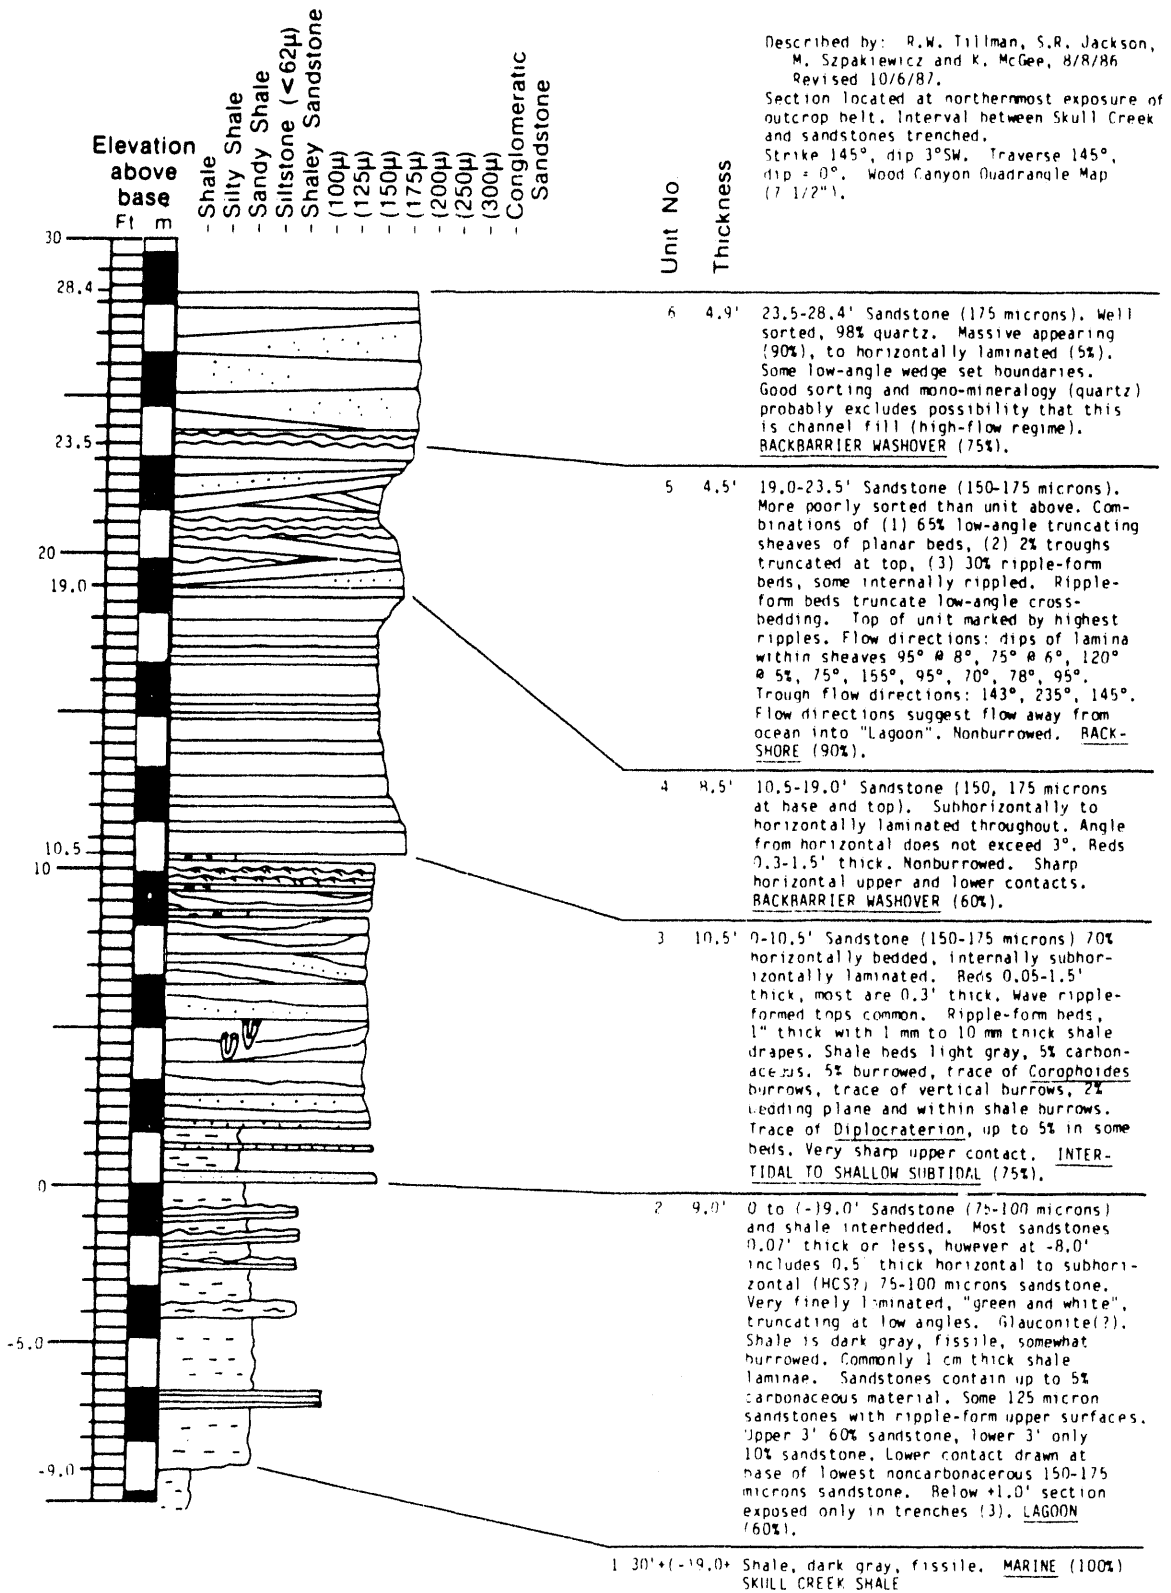 Described by: R.W. Tillman, S.R. Jackson,
M. Szpakiewicz and K. McGee, 8/8/86
Revised 10/6/87.
Section located at northernmost exposure of
outcrop belt. Interval between Skull Creek
and sandstones trenched.
Strike 145°, dip 3°SW. Traverse 145°,
dip = 0°. Wood Canyon Quadrangle Map
(7 1/2").
Elevation
above
base
Ft m
- Shale
- Silty Shale
- Sandy Shale
- Siltstone (<62µ)
- Shaley Sandstone
- (100µ)
- (125µ)
- (150µ)
- (175µ)
- (200µ)
- (250µ)
- (300µ)
- Conglomeratic
Sandstone
Unit No
Thickness
30
28.4
23.5
20
19.0
10.5
10
0
-5.0
-9.0
6 4.9' 23.5-28.4' Sandstone (175 microns). Well
sorted, 98% quartz. Massive appearing
(90%), to horizontally laminated (5%).
Some low-angle wedge set boundaries.
Good sorting and mono-mineralogy (quartz)
probably excludes possibility that this
is channel fill (high-flow regime).
BACKBARRIER WASHOVER (75%).
5 4.5' 19.0-23.5' Sandstone (150-175 microns).
More poorly sorted than unit above. Com-
binations of (1) 65% low-angle truncating
sheaves of planar beds, (2) 2% troughs
truncated at top, (3) 30% ripple-form
beds, some internally rippled. Ripple-
form beds truncate low-angle cross-
bedding. Top of unit marked by highest
ripples. Flow directions: dips of lamina
within sheaves 95° @ 8°, 75° @ 6°, 120°
@ 5%, 75°, 155°, 95°, 70°, 78°, 95°.
Trough flow directions: 143°, 235°, 145°.
Flow directions suggest flow away from
ocean into "Lagoon". Nonburrowed. BACK-
SHORE (90%).
4 8.5' 10.5-19.0' Sandstone (150, 175 microns
at base and top). Subhorizontally to
horizontally laminated throughout. Angle
from horizontal does not exceed 3°. Beds
0.3-1.5' thick. Nonburrowed. Sharp
horizontal upper and lower contacts.
BACKBARRIER WASHOVER (60%).
3 10.5' 0-10.5' Sandstone (150-175 microns) 70%
horizontally bedded, internally subhor-
izontally laminated. Beds 0.05-1.5'
thick, most are 0.3' thick. Wave ripple-
formed tops common. Ripple-form beds,
1" thick with 1 mm to 10 mm thick shale
drapes. Shale beds light gray, 5% carbon-
aceous. 5% burrowed, trace of Corophoides
burrows, trace of vertical burrows, 2%
bedding plane and within shale burrows.
Trace of Diplocraterion, up to 5% in some
beds. Very sharp upper contact. INTER-
TIDAL TO SHALLOW SUBTIDAL (75%).
2 9.0' 0 to (-19.0' Sandstone (75-100 microns)
and shale interbedded. Most sandstones
0.07' thick or less, however at -8.0'
includes 0.5' thick horizontal to subhori-
zontal (HCS?) 75-100 microns sandstone.
Very finely laminated, "green and white",
truncating at low angles. Glauconite(?).
Shale is dark gray, fissile, somewhat
burrowed. Commonly 1 cm thick shale
laminae. Sandstones contain up to 5%
carbonaceous material. Some 125 micron
sandstones with ripple-form upper surfaces.
Upper 3' 60% sandstone, lower 3' only
10% sandstone. Lower contact drawn at
base of lowest noncarbonacerous 150-175
microns sandstone. Below +1.0' section
exposed only in trenches (3). LAGOON
(60%).
1 30'+(-19.0+ Shale, dark gray, fissile. MARINE (100%)
SKULL CREEK SHALE